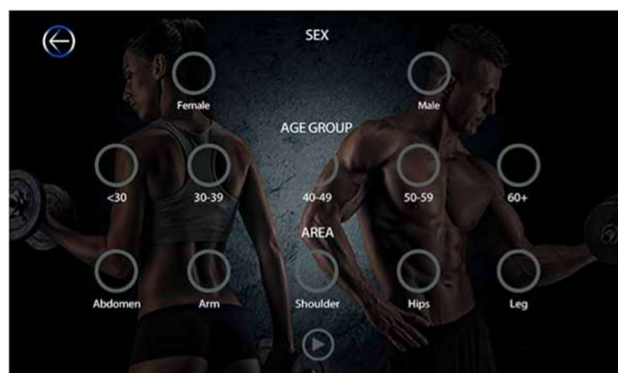 SEX
Female Male
AGE GROUP
<30 30-39 40-49 50-59 60+
AREA
Abdomen Arm Shoulder Hips Leg